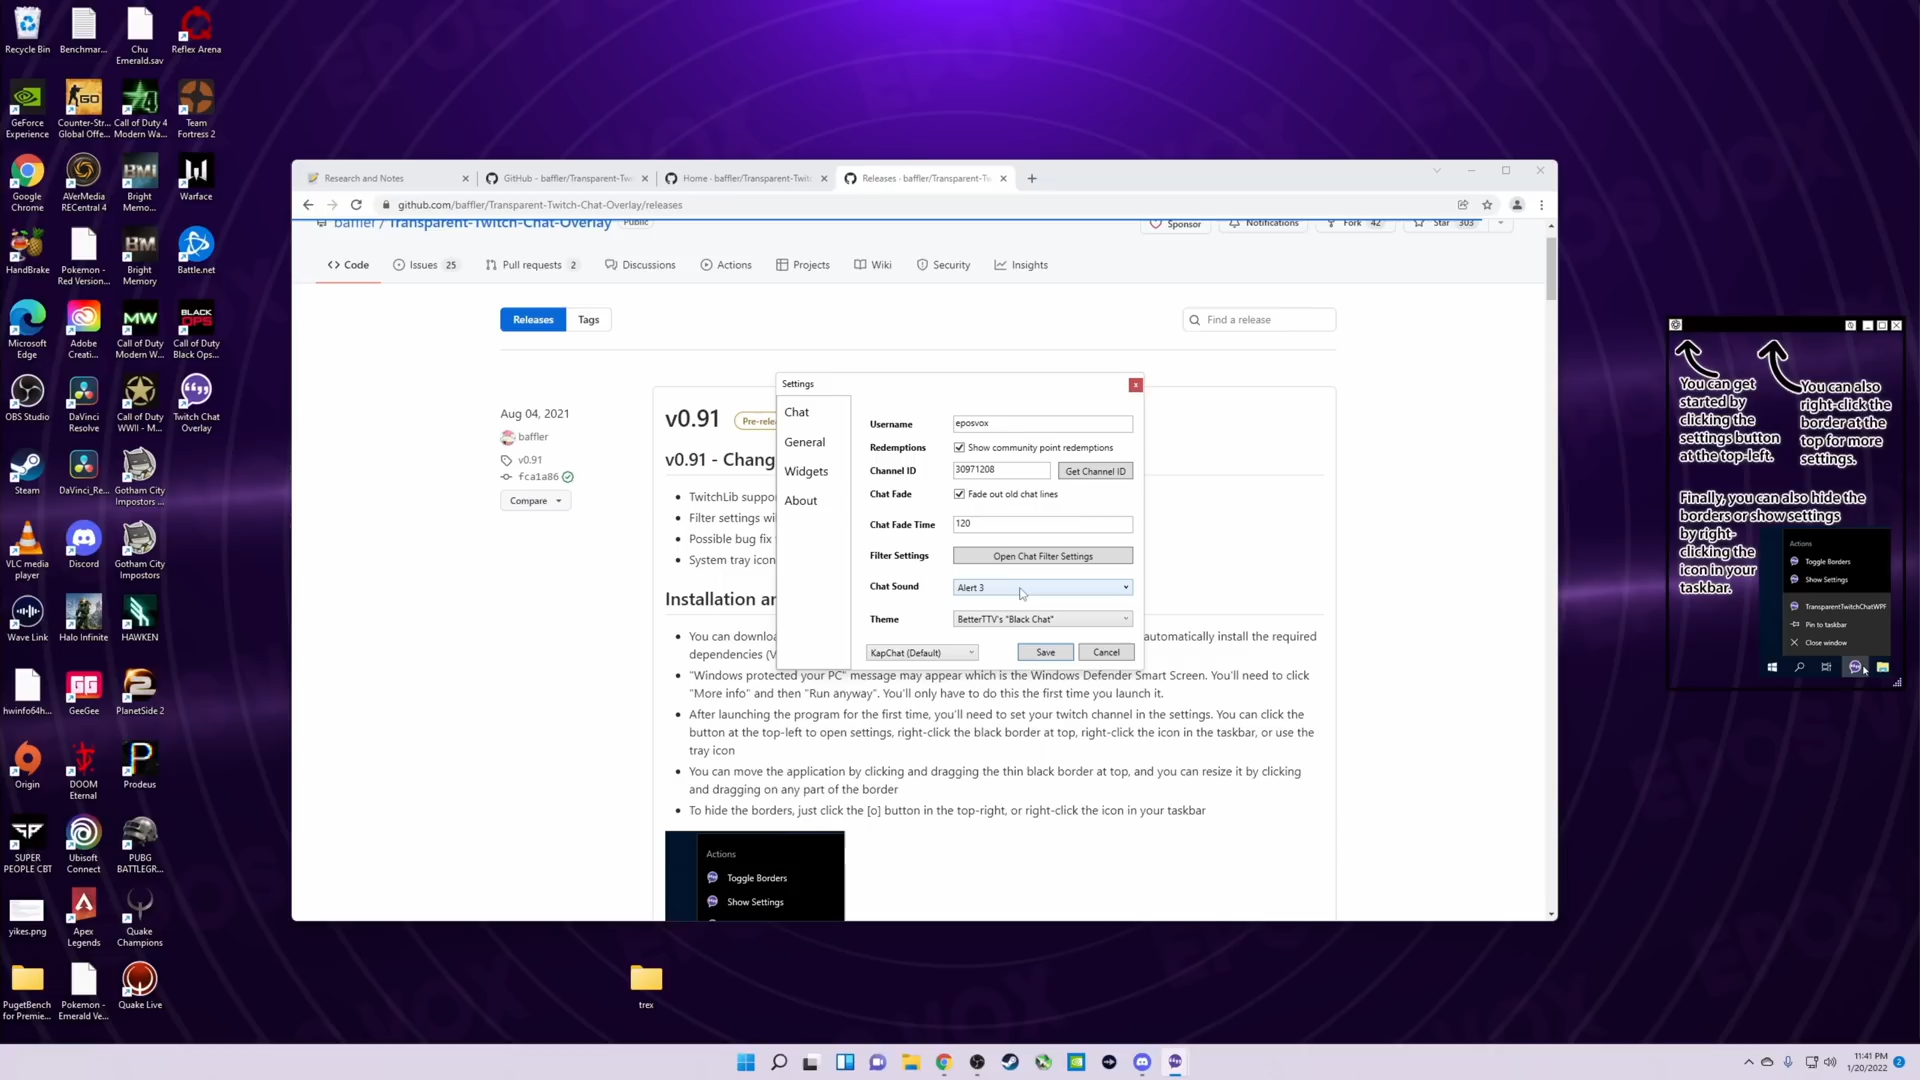 Recycle Bin
Benchmar...
Chu Emerald.sav
Reflex Arena
GeForce Experience
Counter-Str... Global Offe...
Call of Duty 4 Modern Wa...
Team Fortress 2
Google Chrome
AVerMedia RECentral 4
Bright Memo...
Warface
HandBrake
Pokemon - Red Version...
Bright Memory
Battle.net
Microsoft Edge
Adobe Creati...
Call of Duty Modern W...
Call of Duty Black Ops...
OBS Studio
DaVinci Resolve
Call of Duty WWII - M...
Twitch Chat Overlay
Steam
DaVinci_Re...
Gotham City Impostors ...
VLC media player
Discord
Gotham City Impostors
Wave Link
Halo Infinite
HAWKEN
hwinfo64h...
GeeGee
PlanetSide 2
Origin
DOOM Eternal
Prodeus
SUPER PEOPLE CBT
Ubisoft Connect
PUBG BATTLEGR...
yikes.png
Apex Legends
Quake Champions
PugetBench for Premie...
Pokemon - Emerald Ve...
Quake Live
trex
Research and Notes
GitHub - baffler/Transparent-Tw
Home · baffler/Transparent-Twit
Releases · baffler/Transparent-Tw
github.com/baffler/Transparent-Twitch-Chat-Overlay/releases
baffler / Transparent-Twitch-Chat-Overlay
Public
Sponsor
Notifications
Fork 42
Star 303
Code
Issues 25
Pull requests 2
Discussions
Actions
Projects
Wiki
Security
Insights
Releases
Tags
Find a release
Aug 04, 2021
baffler
v0.91
fca1a86
Compare
v0.91
Pre-rele
v0.91 - Chang
TwitchLib suppo
Filter settings wi
Possible bug fix
System tray icon
Installation an
You can downloa
automatically install the required
dependencies (V
"Windows protected your PC" message may appear which is the Windows Defender Smart Screen. You'll need to click
"More info" and then "Run anyway". You'll only have to do this the first time you launch it.
After launching the program for the first time, you'll need to set your twitch channel in the settings. You can click the
button at the top-left to open settings, right-click the black border at top, right-click the icon in the taskbar, or use the
tray icon
You can move the application by clicking and dragging the thin black border at top, and you can resize it by clicking
and dragging on any part of the border
To hide the borders, just click the [o] button in the top-right, or right-click the icon in your taskbar
Actions
Toggle Borders
Show Settings
Settings
Chat
General
Widgets
About
Username
eposvox
Redemptions
Show community point redemptions
Channel ID
30971208
Get Channel ID
Chat Fade
Fade out old chat lines
Chat Fade Time
120
Filter Settings
Open Chat Filter Settings
Chat Sound
Alert 3
Theme
BetterTTV's "Black Chat"
KapChat (Default)
Save
Cancel
You can get
started by
clicking the
settings button
at the top-left.
You can also
right-click the
border at the
top for more
settings.
Finally, you can also hide the
borders or show settings
by right-
clicking the
icon in your
taskbar.
Actions
Toggle Borders
Show Settings
TransparentTwitchChatWPF
Pin to taskbar
Close window
11:41 PM
1/20/2022
2